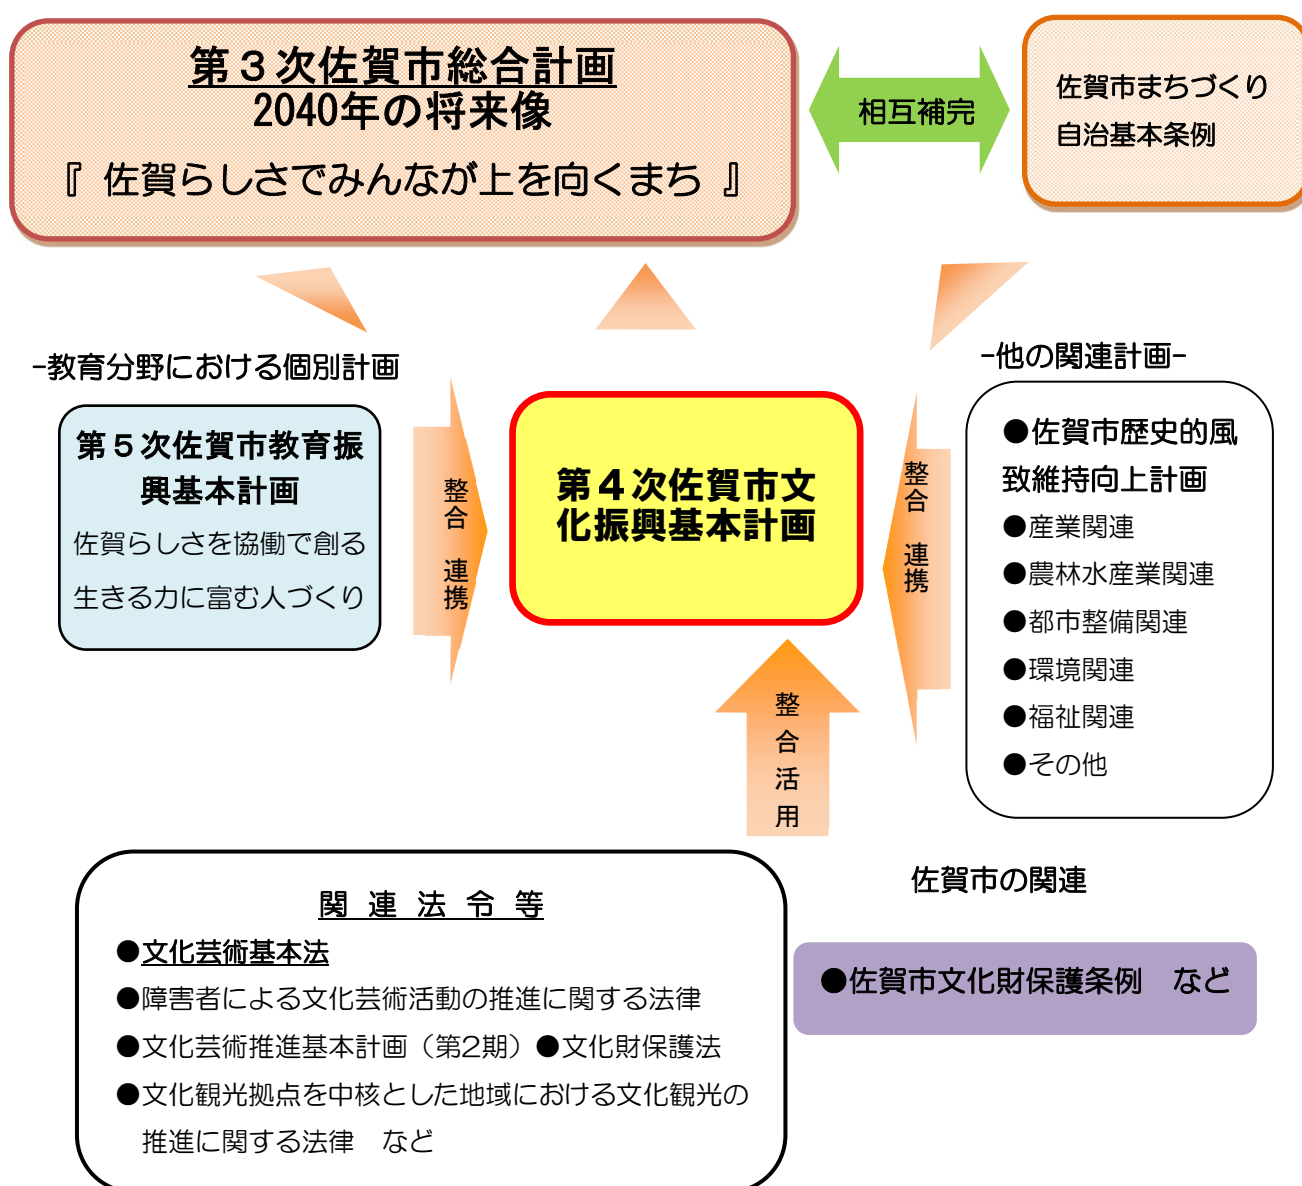 第３次佐賀市総合計画
2040年の将来像
『 佐賀らしさでみんなが上を向くまち 』
相互補完
佐賀市まちづくり
自治基本条例
-教育分野における個別計画
第５次佐賀市教育振
興基本計画
佐賀らしさを協働で創る
生きる力に富む人づくり
整合　連携
第４次佐賀市文
化振興基本計画
整合　連携
-他の関連計画-
●佐賀市歴史的風
致維持向上計画
●産業関連
●農林水産業関連
●都市整備関連
●環境関連
●福祉関連
●その他
整合活用
関 連 法 令 等
●文化芸術基本法
●障害者による文化芸術活動の推進に関する法律
●文化芸術推進基本計画（第2期）●文化財保護法
●文化観光拠点を中核とした地域における文化観光の
推進に関する法律　など
佐賀市の関連
●佐賀市文化財保護条例　など